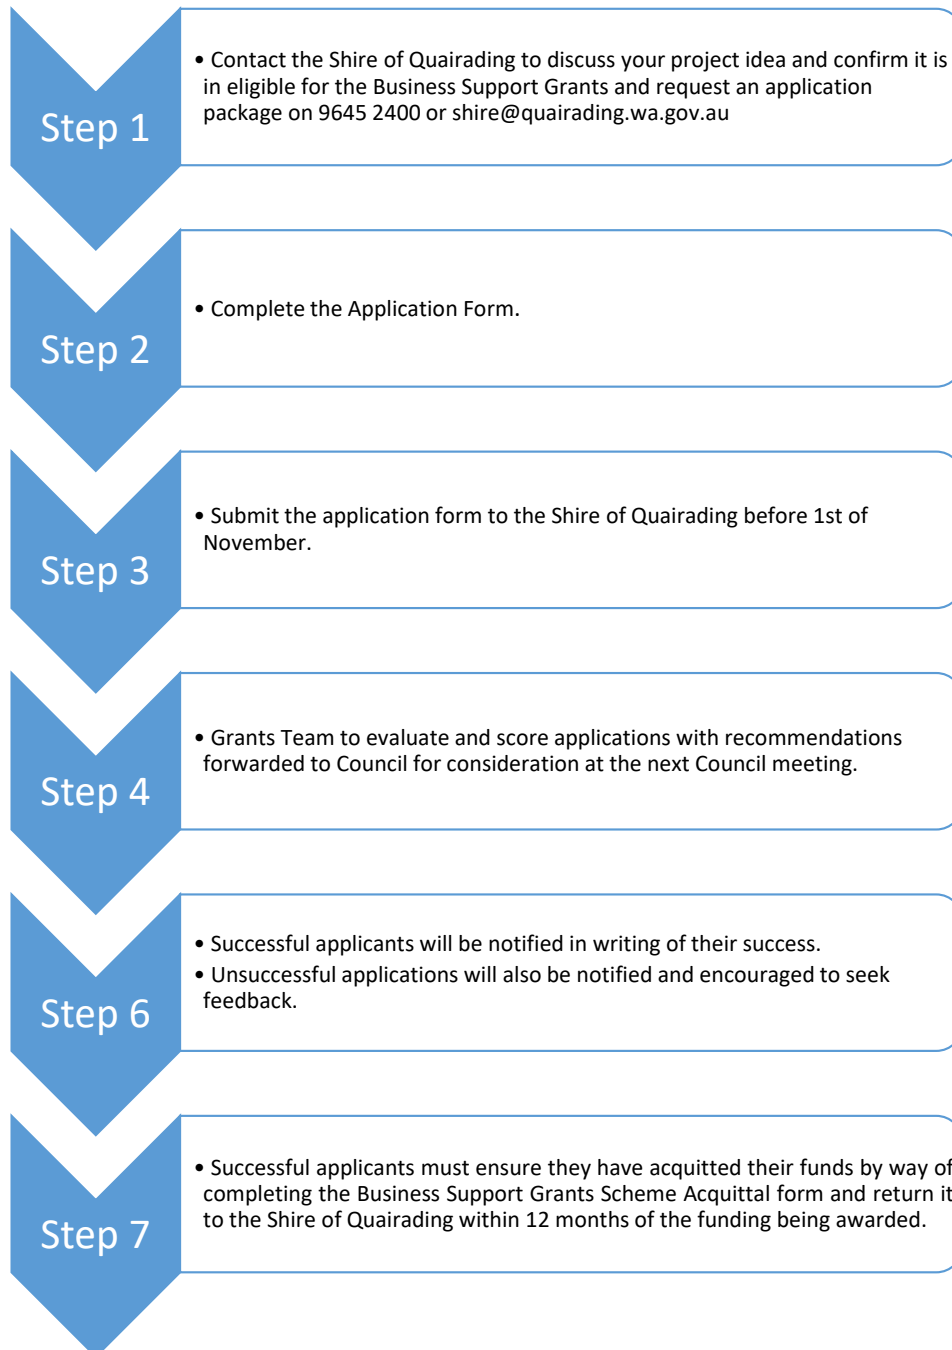 Step 1
• Contact the Shire of Quairading to discuss your project idea and confirm it is
in eligible for the Business Support Grants and request an application
package on 9645 2400 or shire@quairading.wa.gov.au
Step 2
• Complete the Application Form.
Step 3
• Submit the application form to the Shire of Quairading before 1st of
November.
Step 4
• Grants Team to evaluate and score applications with recommendations
forwarded to Council for consideration at the next Council meeting.
Step 6
• Successful applicants will be notified in writing of their success.
• Unsuccessful applications will also be notified and encouraged to seek
feedback.
Step 7
• Successful applicants must ensure they have acquitted their funds by way of
completing the Business Support Grants Scheme Acquittal form and return it
to the Shire of Quairading within 12 months of the funding being awarded.